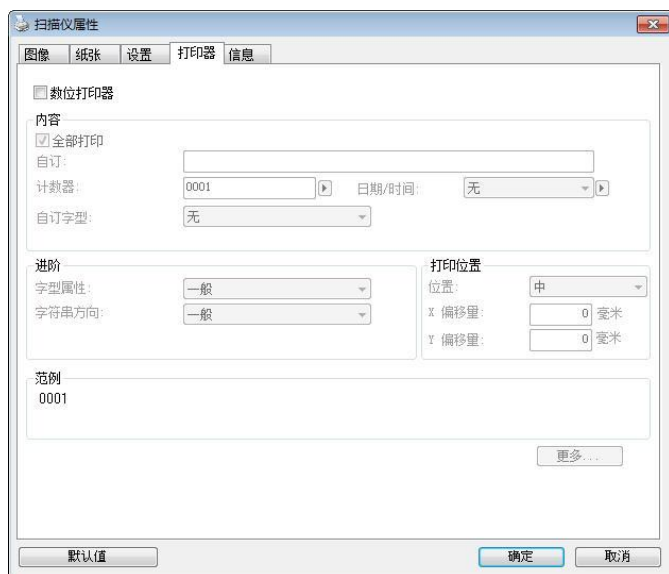 扫描仪属性
图像 纸张 设置 打印器 信息
数位打印器
内容
全部打印
自订:
计数器: 0001 日期/时间: 无
自订字型: 无
进阶
字型属性: 一般
字符串方向: 一般
打印位置
位置: 中
X 偏移量: 0 毫米
Y 偏移量: 0 毫米
范例
0001
更多...
默认值 确定 取消